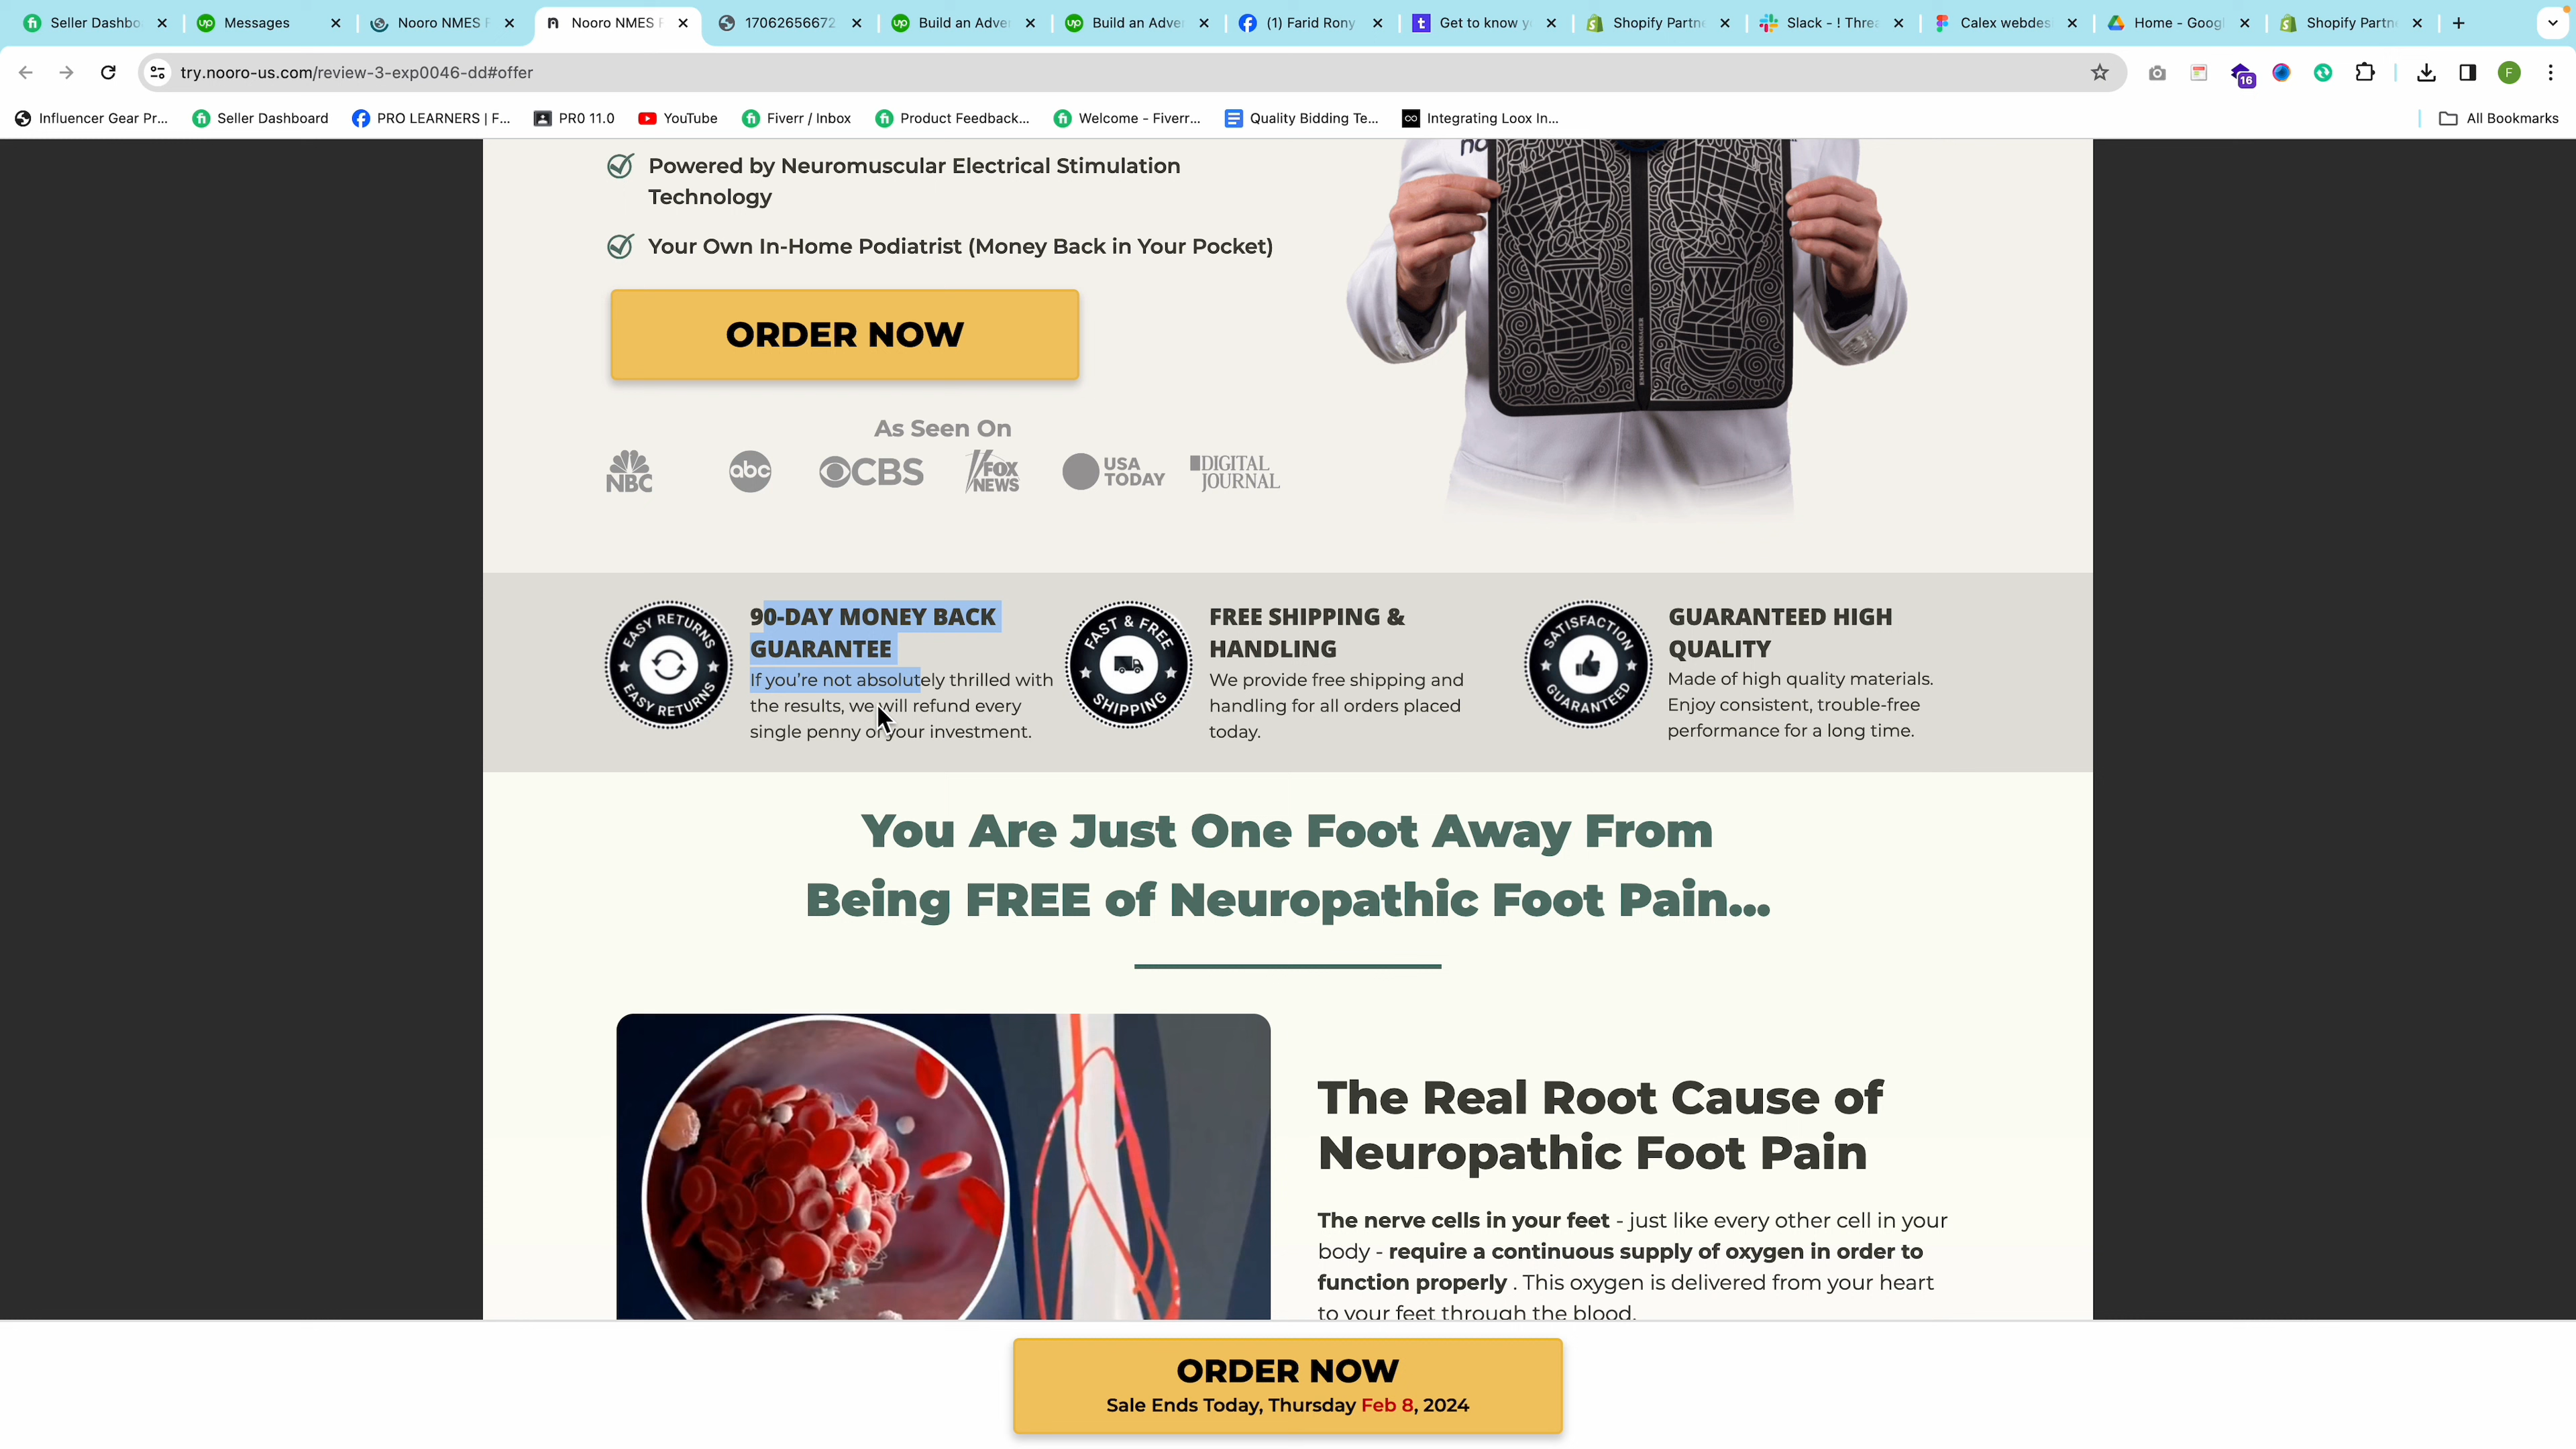 Seller Dashbo
Messages
Nooro NMES F
Nooro NMES F
17062656672
Build an Adve
Build an Adve
(1) Farid Rony
Get to know y
Shopify Partn
Slack - ! Threa
Calex webdes
Home - Googl
Shopify Partn
try.nooro-us.com/review-3-exp0046-dd#offer
16
F
Influencer Gear Pr...
Seller Dashboard
PRO LEARNERS | F...
PR0 11.0
YouTube
Fiverr / Inbox
Product Feedback...
Welcome - Fiverr...
Quality Bidding Te...
Integrating Loox In...
All Bookmarks
Powered by Neuromuscular Electrical Stimulation
Technology
Your Own In-Home Podiatrist (Money Back in Your Pocket)
ORDER NOW
As Seen On
NBC
abc
CBS
FOX
NEWS
USA
TODAY
DIGITAL
JOURNAL
EMS FOOTMASSAGER
EASY RETURNS
EASY RETURNS
90-DAY MONEY BACK
GUARANTEE
If you're not absolutely thrilled with
the results, we will refund every
single penny of your investment.
FAST & FREE
SHIPPING
FREE SHIPPING &
HANDLING
We provide free shipping and
handling for all orders placed
today.
SATISFACTION
GUARANTEED
GUARANTEED HIGH
QUALITY
Made of high quality materials.
Enjoy consistent, trouble-free
performance for a long time.
You Are Just One Foot Away From
Being FREE of Neuropathic Foot Pain...
The Real Root Cause of
Neuropathic Foot Pain
The nerve cells in your feet - just like every other cell in your
body - require a continuous supply of oxygen in order to
function properly . This oxygen is delivered from your heart
to your feet through the blood.
ORDER NOW
Sale Ends Today, Thursday Feb 8, 2024